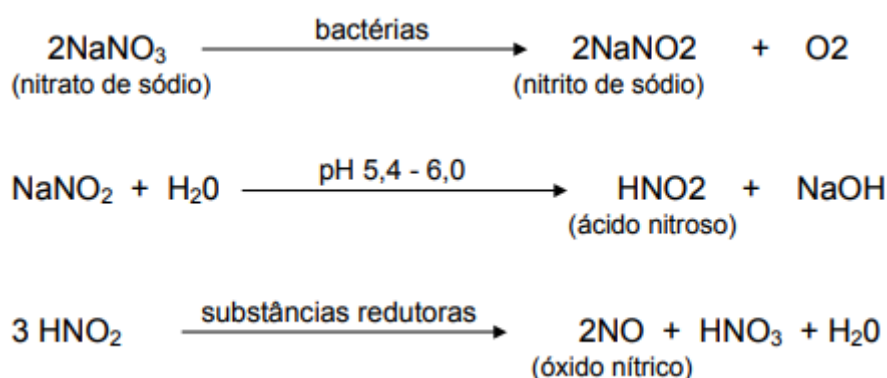 bactérias
2NaNO₃ → 2NaNO2 + O2
(nitrato de sódio) (nitrito de sódio)
pH 5,4 - 6,0
NaNO₂ + H₂0 → HNO2 + NaOH
(ácido nitroso)
substâncias redutoras
3 HNO₂ → 2NO + HNO₃ + H₂0
(óxido nítrico)